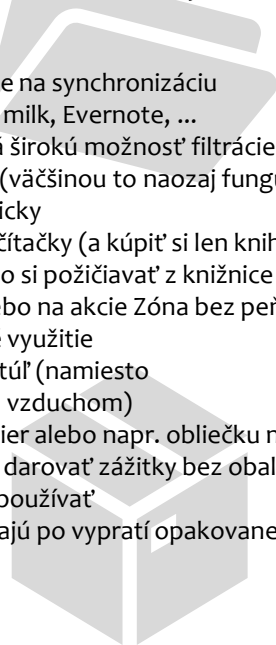 e na synchronizáciu
milk, Evernote, ...
širokú možnosť filtrácie
(väčšinou to naozaj fungu
icky
čítačky (a kúpiť si len knih
o si požičiavať z knižnice
ebo na akcie Zóna bez peň
využitie
túľ (namiesto
vzduchom)
ier alebo napr. obliečku n
darovať zážitky bez obal
používať
ajú po vypratí opakovane